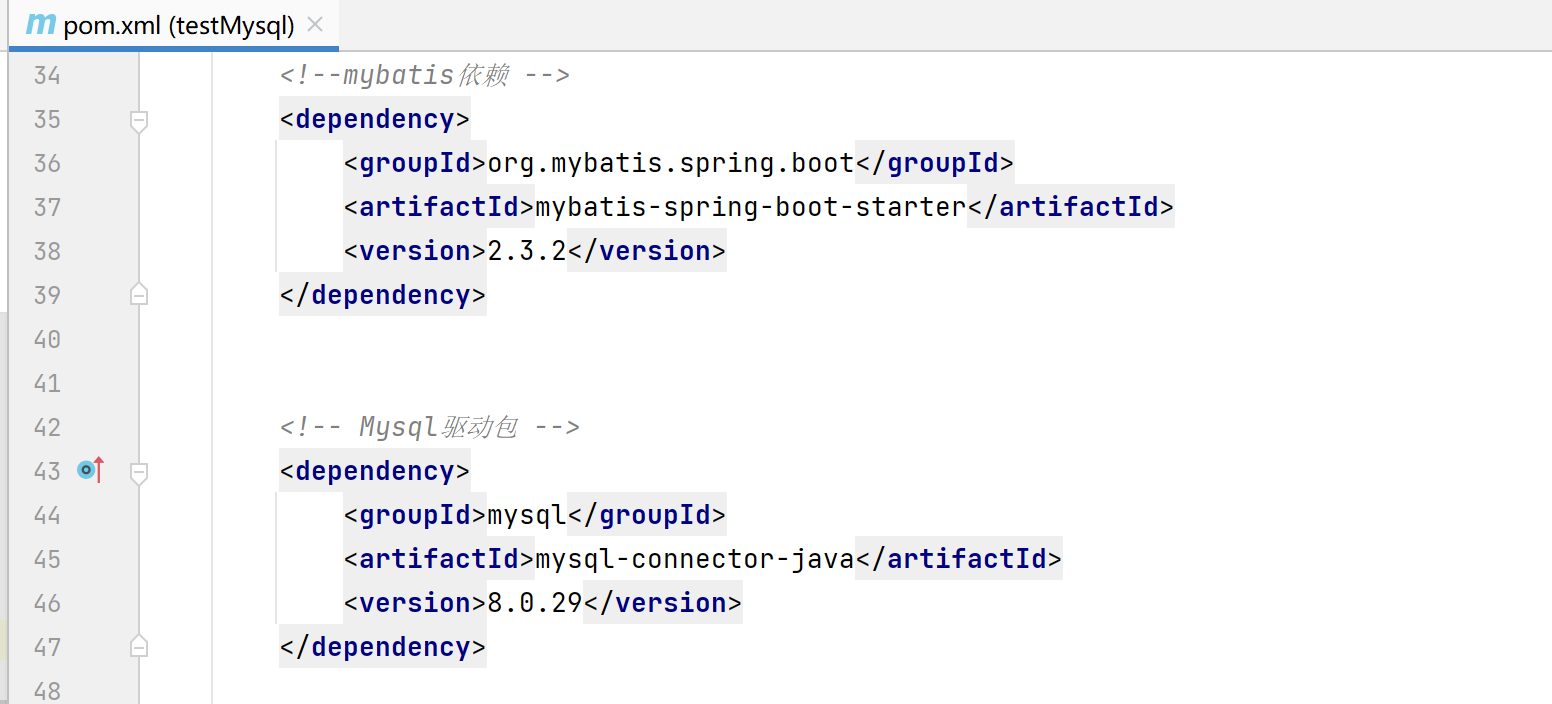 m pom.xml (testMysql)
34 <!--mybatis依赖 -->
35 <dependency>
36 <groupId>org.mybatis.spring.boot</groupId>
37 <artifactId>mybatis-spring-boot-starter</artifactId>
38 <version>2.3.2</version>
39 </dependency>
40
41
42 <!-- Mysql驱动包 -->
43 <dependency>
44 <groupId>mysql</groupId>
45 <artifactId>mysql-connector-java</artifactId>
46 <version>8.0.29</version>
47 </dependency>
48